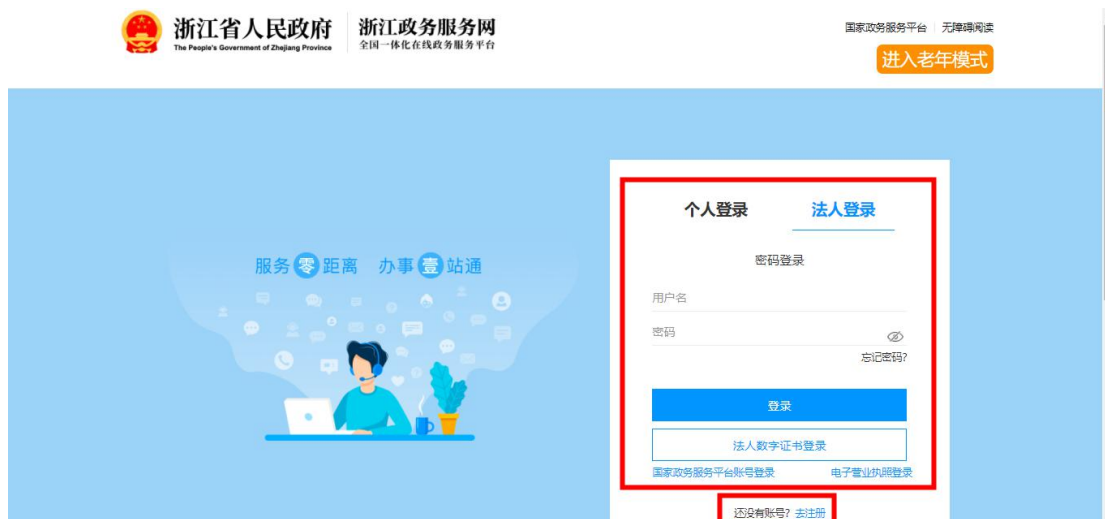 浙江省人民政府
The People's Government of Zhejiang Province
浙江政务服务网
全国一体化在线政务服务平台
国家政务服务平台 无障碍阅读
进入老年模式
服务零距离 办事壹站通
个人登录 法人登录
密码登录
用户名
密码
忘记密码?
登录
法人数字证书登录
国家政务服务平台账号登录 电子营业执照登录
还没有账号? 去注册